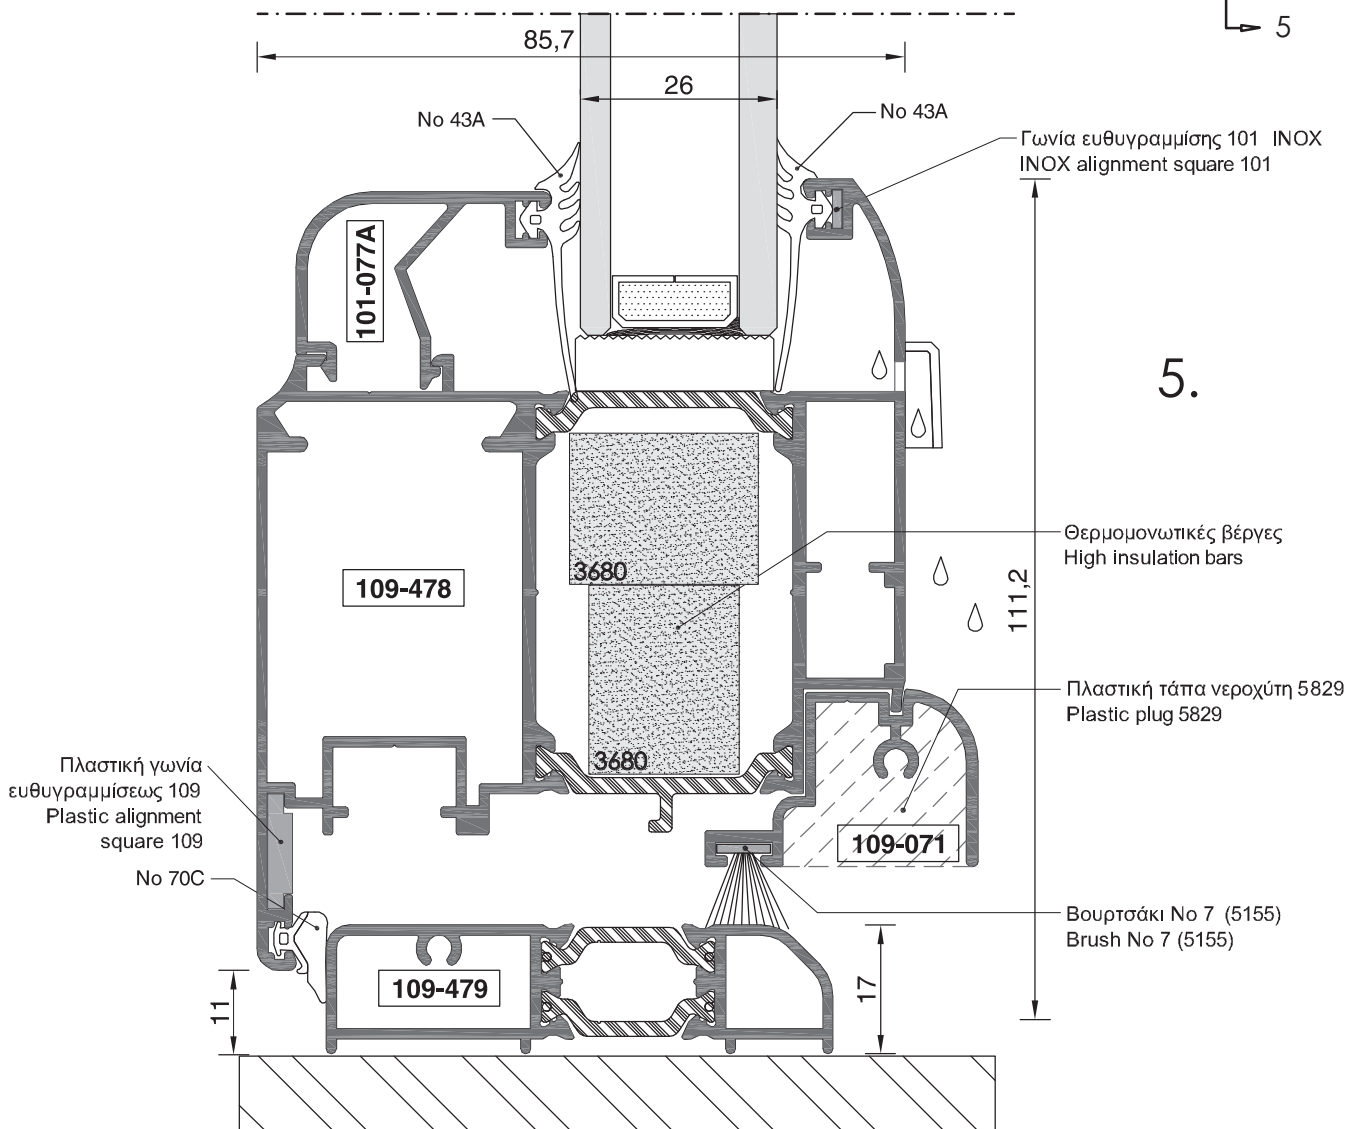 5
85,7
26
No 43A
No 43A
Γωνία ευθυγραμμίσης 101 INOX
INOX alignment square 101
101-077A
5.
Θερμομονωτικές βέργες
High insulation bars
3680
109-478
111,2
Πλαστική τάπα νεροχύτη 5829
Plastic plug 5829
3680
Πλαστική γωνία
ευθυγραμμίσεως 109
Plastic alignment
square 109
109-071
No 70C
Βουρτσάκι No 7 (5155)
Brush No 7 (5155)
109-479
17
11